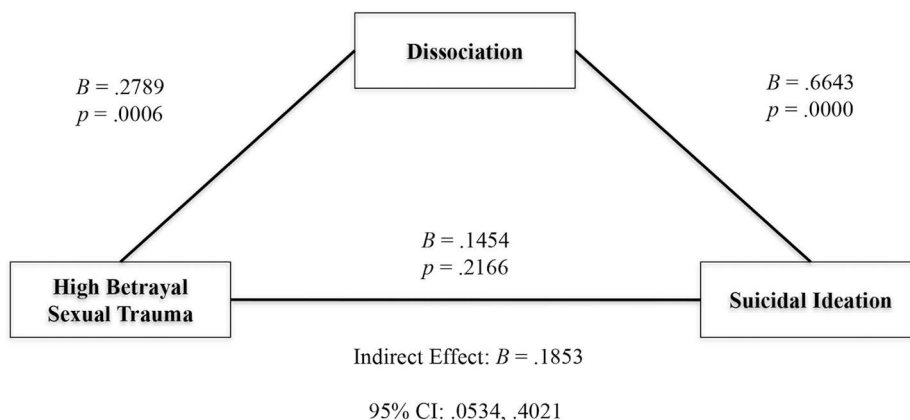 Dissociation
B = .2789
p = .0006
B = .6643
p = .0000
B = .1454
p = .2166
High Betrayal
Sexual Trauma
Suicidal Ideation
Indirect Effect: B = .1853
95% CI: .0534, .4021